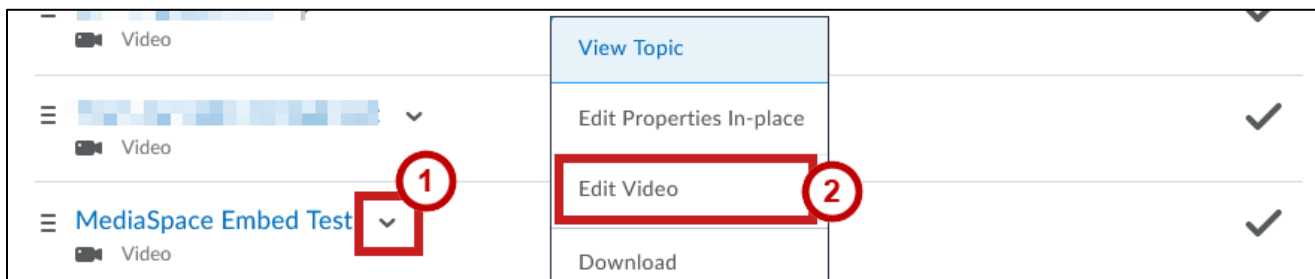 Video
View Topic
Edit Properties In-place
Video
1
Edit Video
2
MediaSpace Embed Test
Video
Download